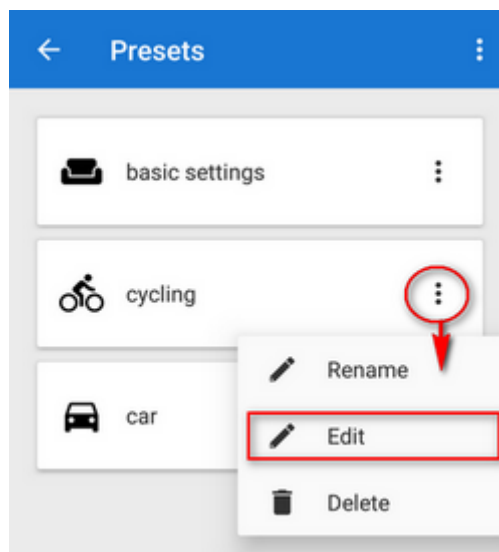 Presets
basic settings
cycling
Rename
car
Edit
Delete